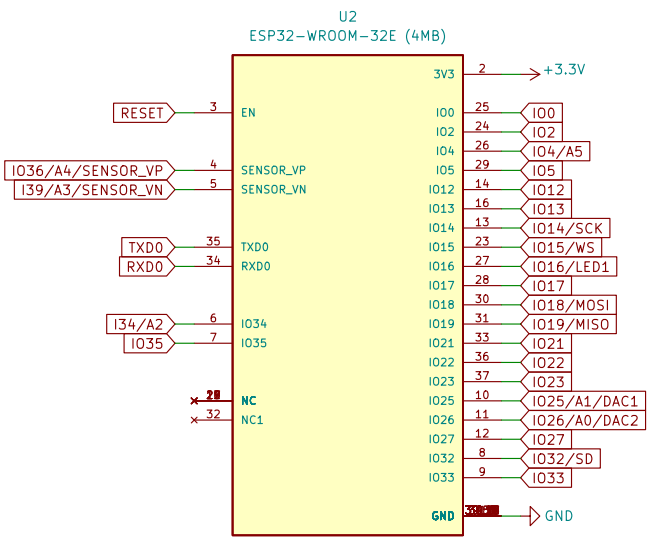 U2
ESP32-WROOM-32E (4MB)
3V3 2 +3.3V
RESET 3 EN
IO0 25 IO0
IO2 24 IO2
IO4 26 IO4/A5
IO36/A4/SENSOR_VP 4 SENSOR_VP
IO5 29 IO5
I39/A3/SENSOR_VN 5 SENSOR_VN
IO12 14 IO12
IO13 16 IO13
IO14 13 IO14/SCK
TXD0 35 TXD0
IO15 23 IO15/WS
RXD0 34 RXD0
IO16 27 IO16/LED1
IO17 28 IO17
IO18 30 IO18/MOSI
I34/A2 6 IO34
IO19 31 IO19/MISO
IO35 7 IO35
IO21 33 IO21
IO22 36 IO22
IO23 37 IO23
NC
IO25 10 IO25/A1/DAC1
32 NC1
IO26 11 IO26/A0/DAC2
IO27 12 IO27
IO32 8 IO32/SD
IO33 9 IO33
GND GND